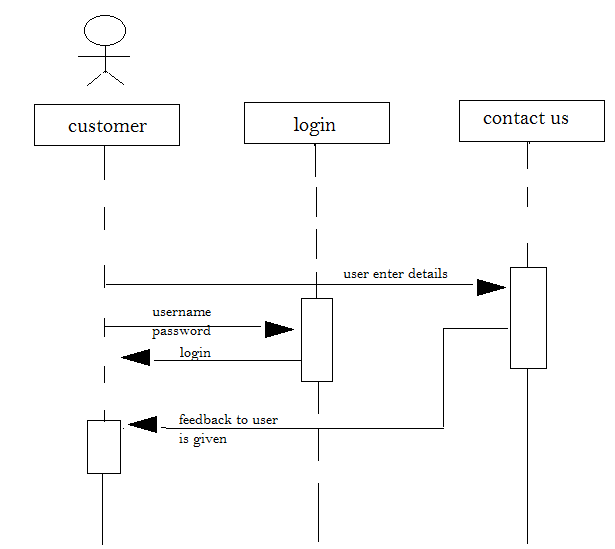 customer
login
contact us
user enter details
username
password
login
feedback to user
is given